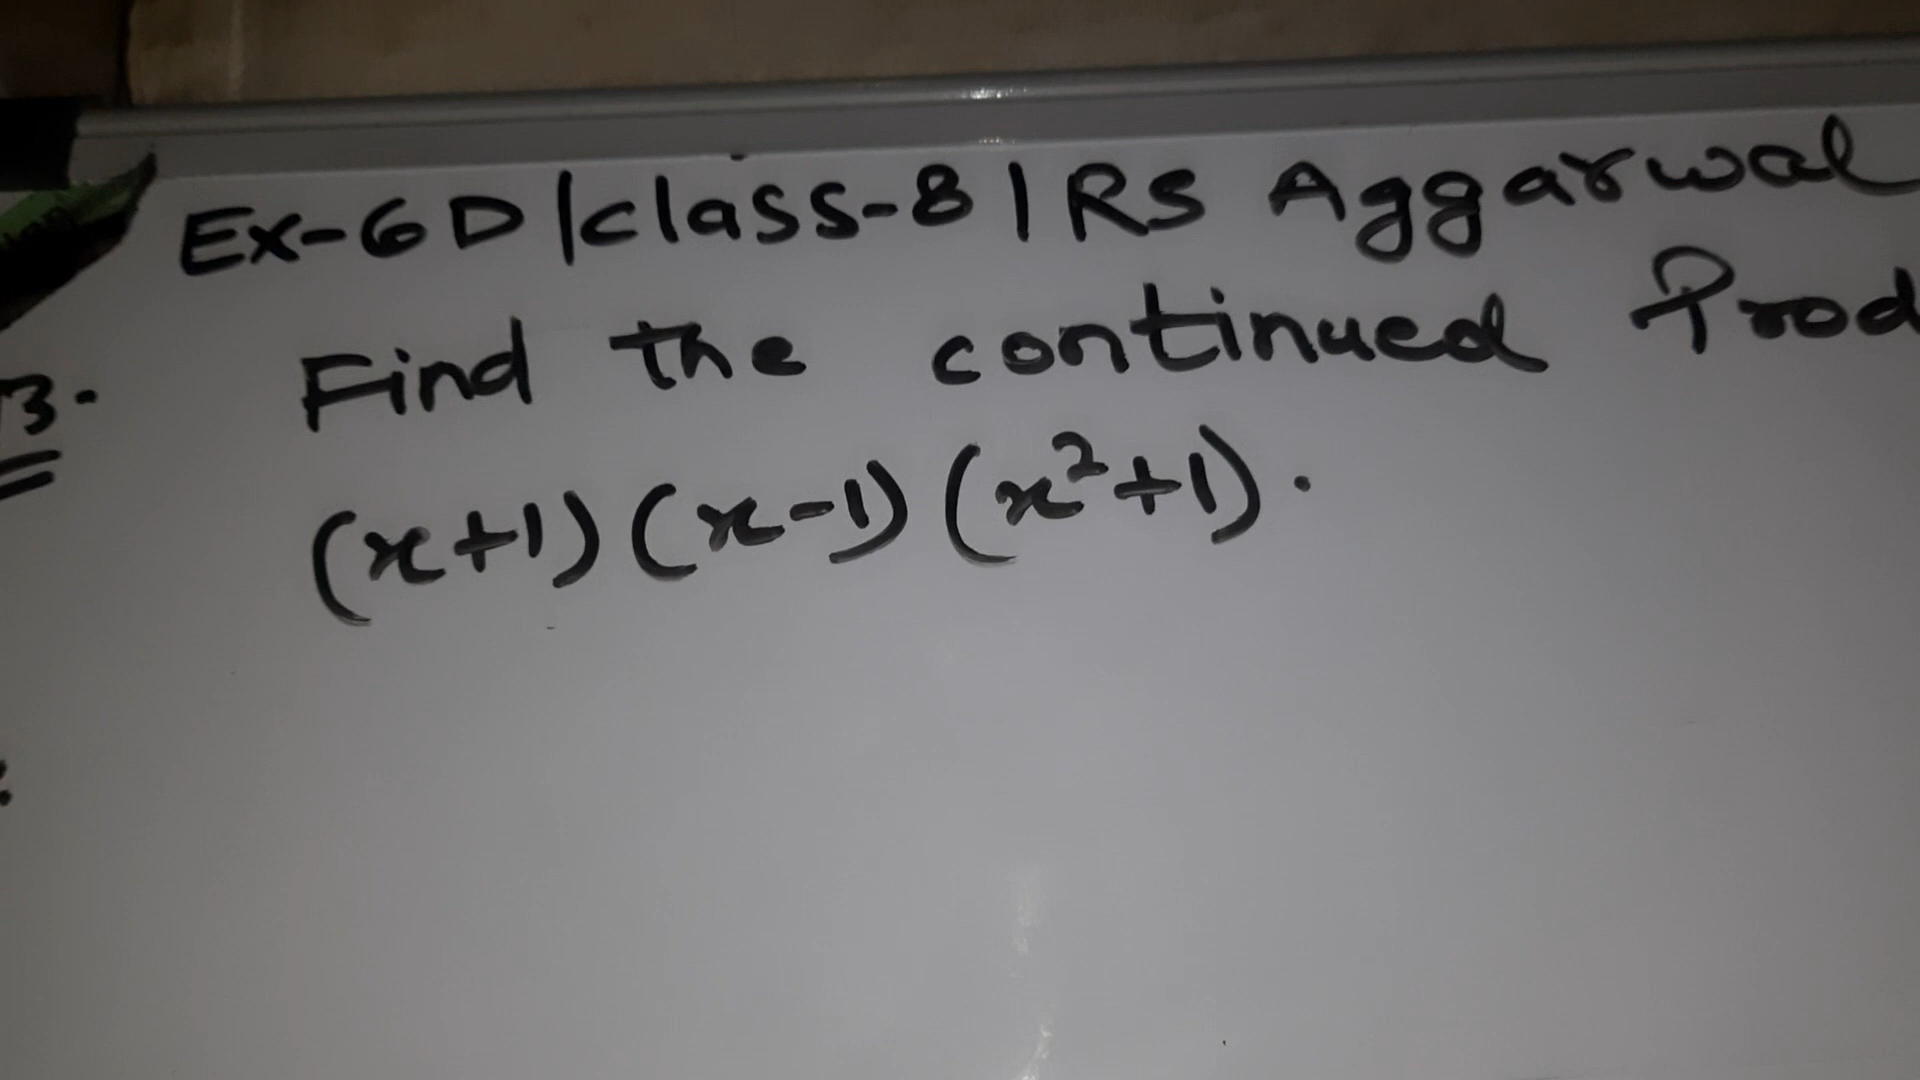 Ex-6D|class-8|RS Aggarwal
3. Find the continued Prod
(x+1)(x-1)(x²+1).